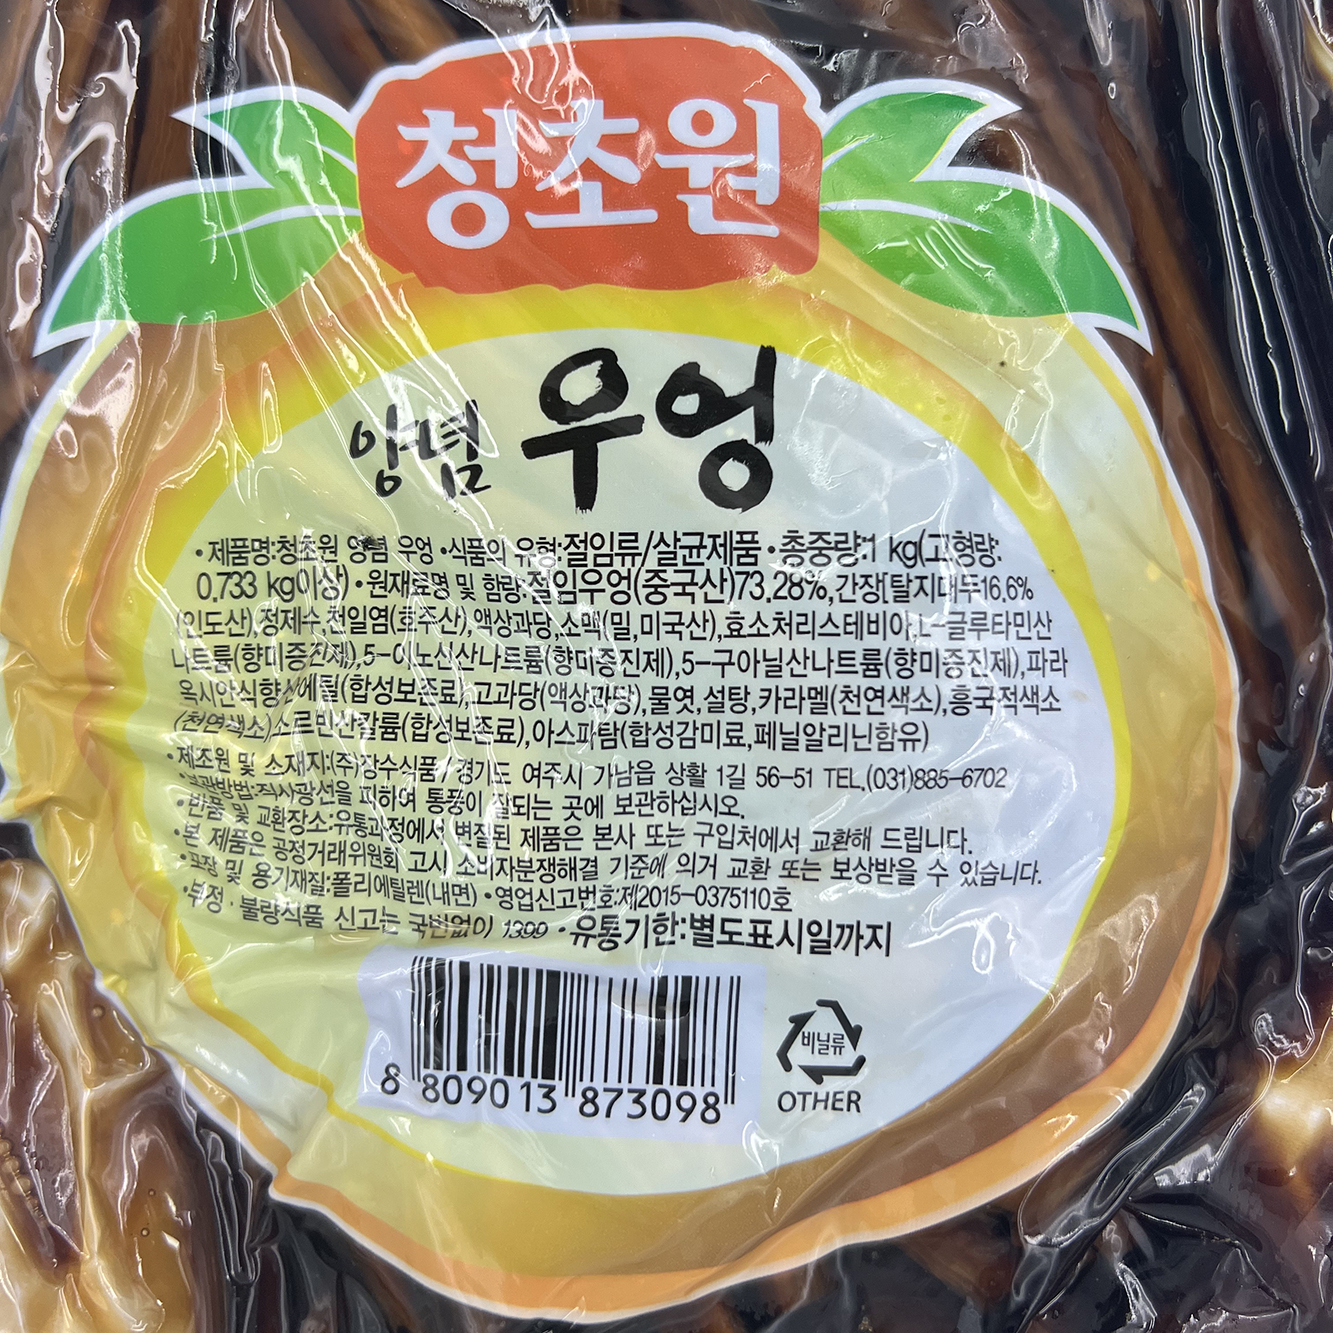 청초원
양념 우엉
•제품명:청초원 양념 우엉 •식품의 유형:절임류/살균제품 •총중량:1 kg(고형량:
0.733 kg이상) •원재료명 및 함량:절임우엉(중국산)73.28%,간장[탈지대두16.6%
(인도산),정제수,천일염(호주산),액상과당,소맥(밀,미국산),효소처리스테비아,L-글루타민산
나트륨(향미증진제),5-이노신산나트륨(향미증진제),5-구아닐산나트륨(향미증진제),파라
옥시안식향산에틸(합성보존료),고과당(액상과당),물엿,설탕,카라멜(천연색소),홍국적색소
(천연색소)소르빈산칼륨(합성보존료),아스파탐(합성감미료,페닐알리닌함유)
•제조원 및 소재지:(주)장수식품/경기도 여주시 가남읍 상활 1길 56-51 TEL.(031)885-6702
•보관방법:직사광선을 피하여 통풍이 잘되는 곳에 보관하십시오.
•반품 및 교환장소:유통과정에서 변질된 제품은 본사 또는 구입처에서 교환해 드립니다.
•본 제품은 공정거래위원회 고시 소비자분쟁해결 기준에 의거 교환 또는 보상받을 수 있습니다.
•포장 및 용기재질:폴리에틸렌(내면) •영업신고번호:제2015-0375110호
•부정·불량식품 신고는 국번없이 1399 •유통기한:별도표시일까지
8 809013 873098
비닐류
OTHER